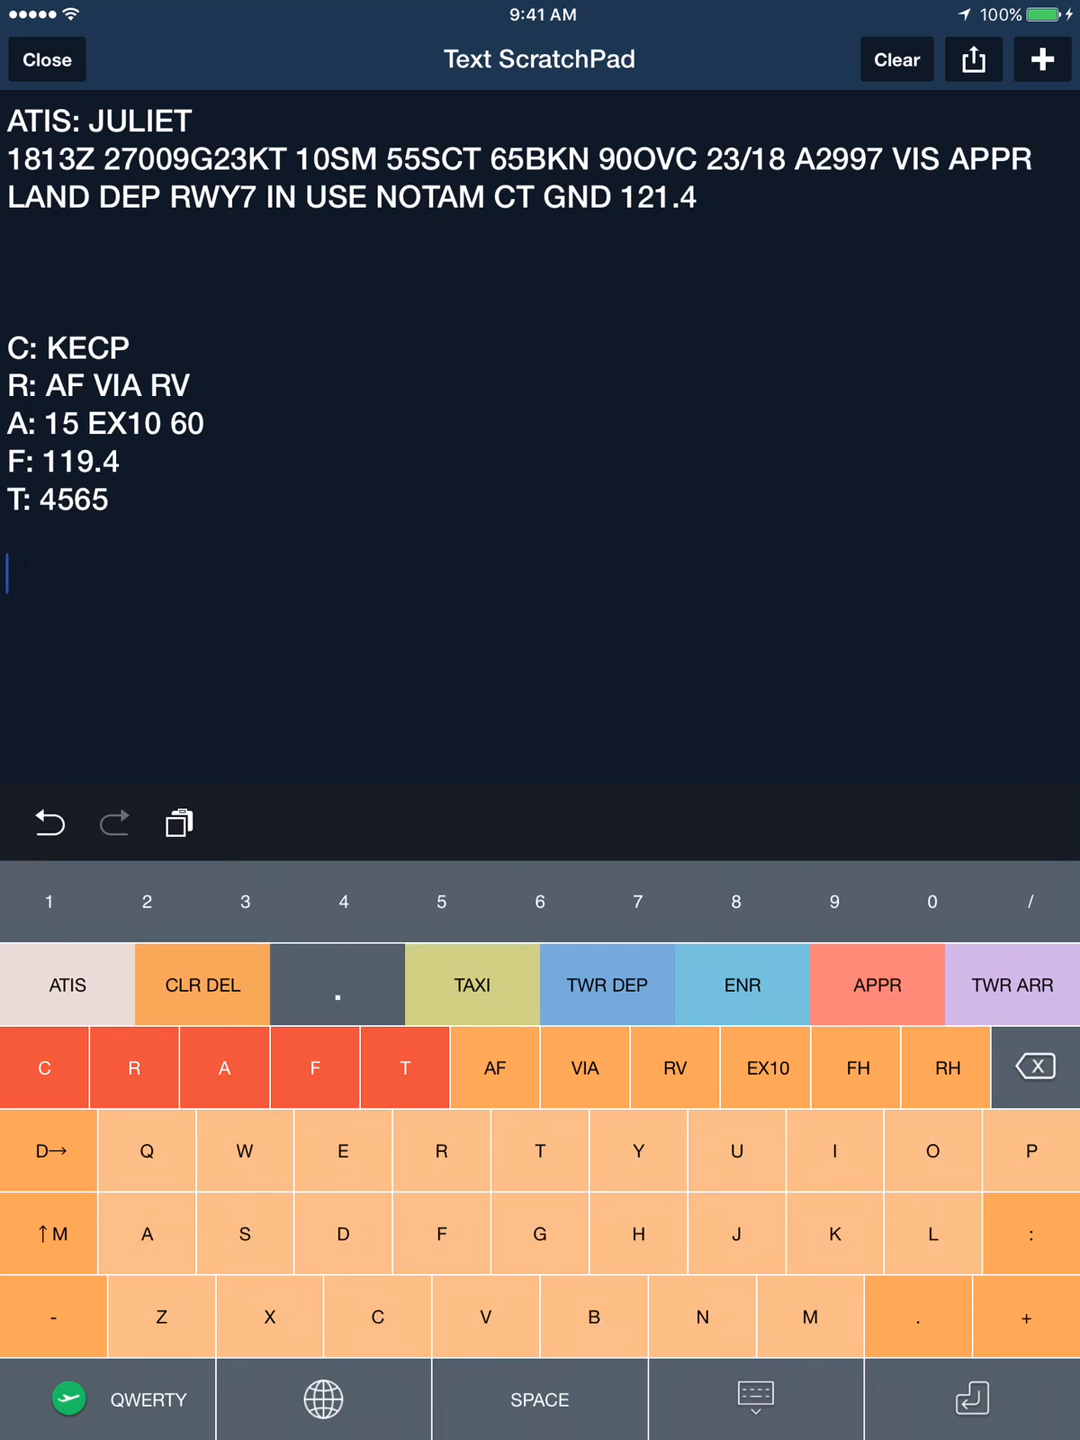 9:41 AM
100%
Close
Text ScratchPad
Clear
ATIS: JULIET
1813Z 27009G23KT 10SM 55SCT 65BKN 90OVC 23/18 A2997 VIS APPR
LAND DEP RWY7 IN USE NOTAM CT GND 121.4
C: KECP
R: AF VIA RV
A: 15 EX10 60
F: 119.4
T: 4565
1 2 3 4 5 6 7 8 9 0 /
ATIS CLR DEL . TAXI TWR DEP ENR APPR TWR ARR
C R A F T AF VIA RV EX10 FH RH X
D→ Q W E R T Y U I O P
↑M A S D F G H J K L :
- Z X C V B N M . +
QWERTY SPACE